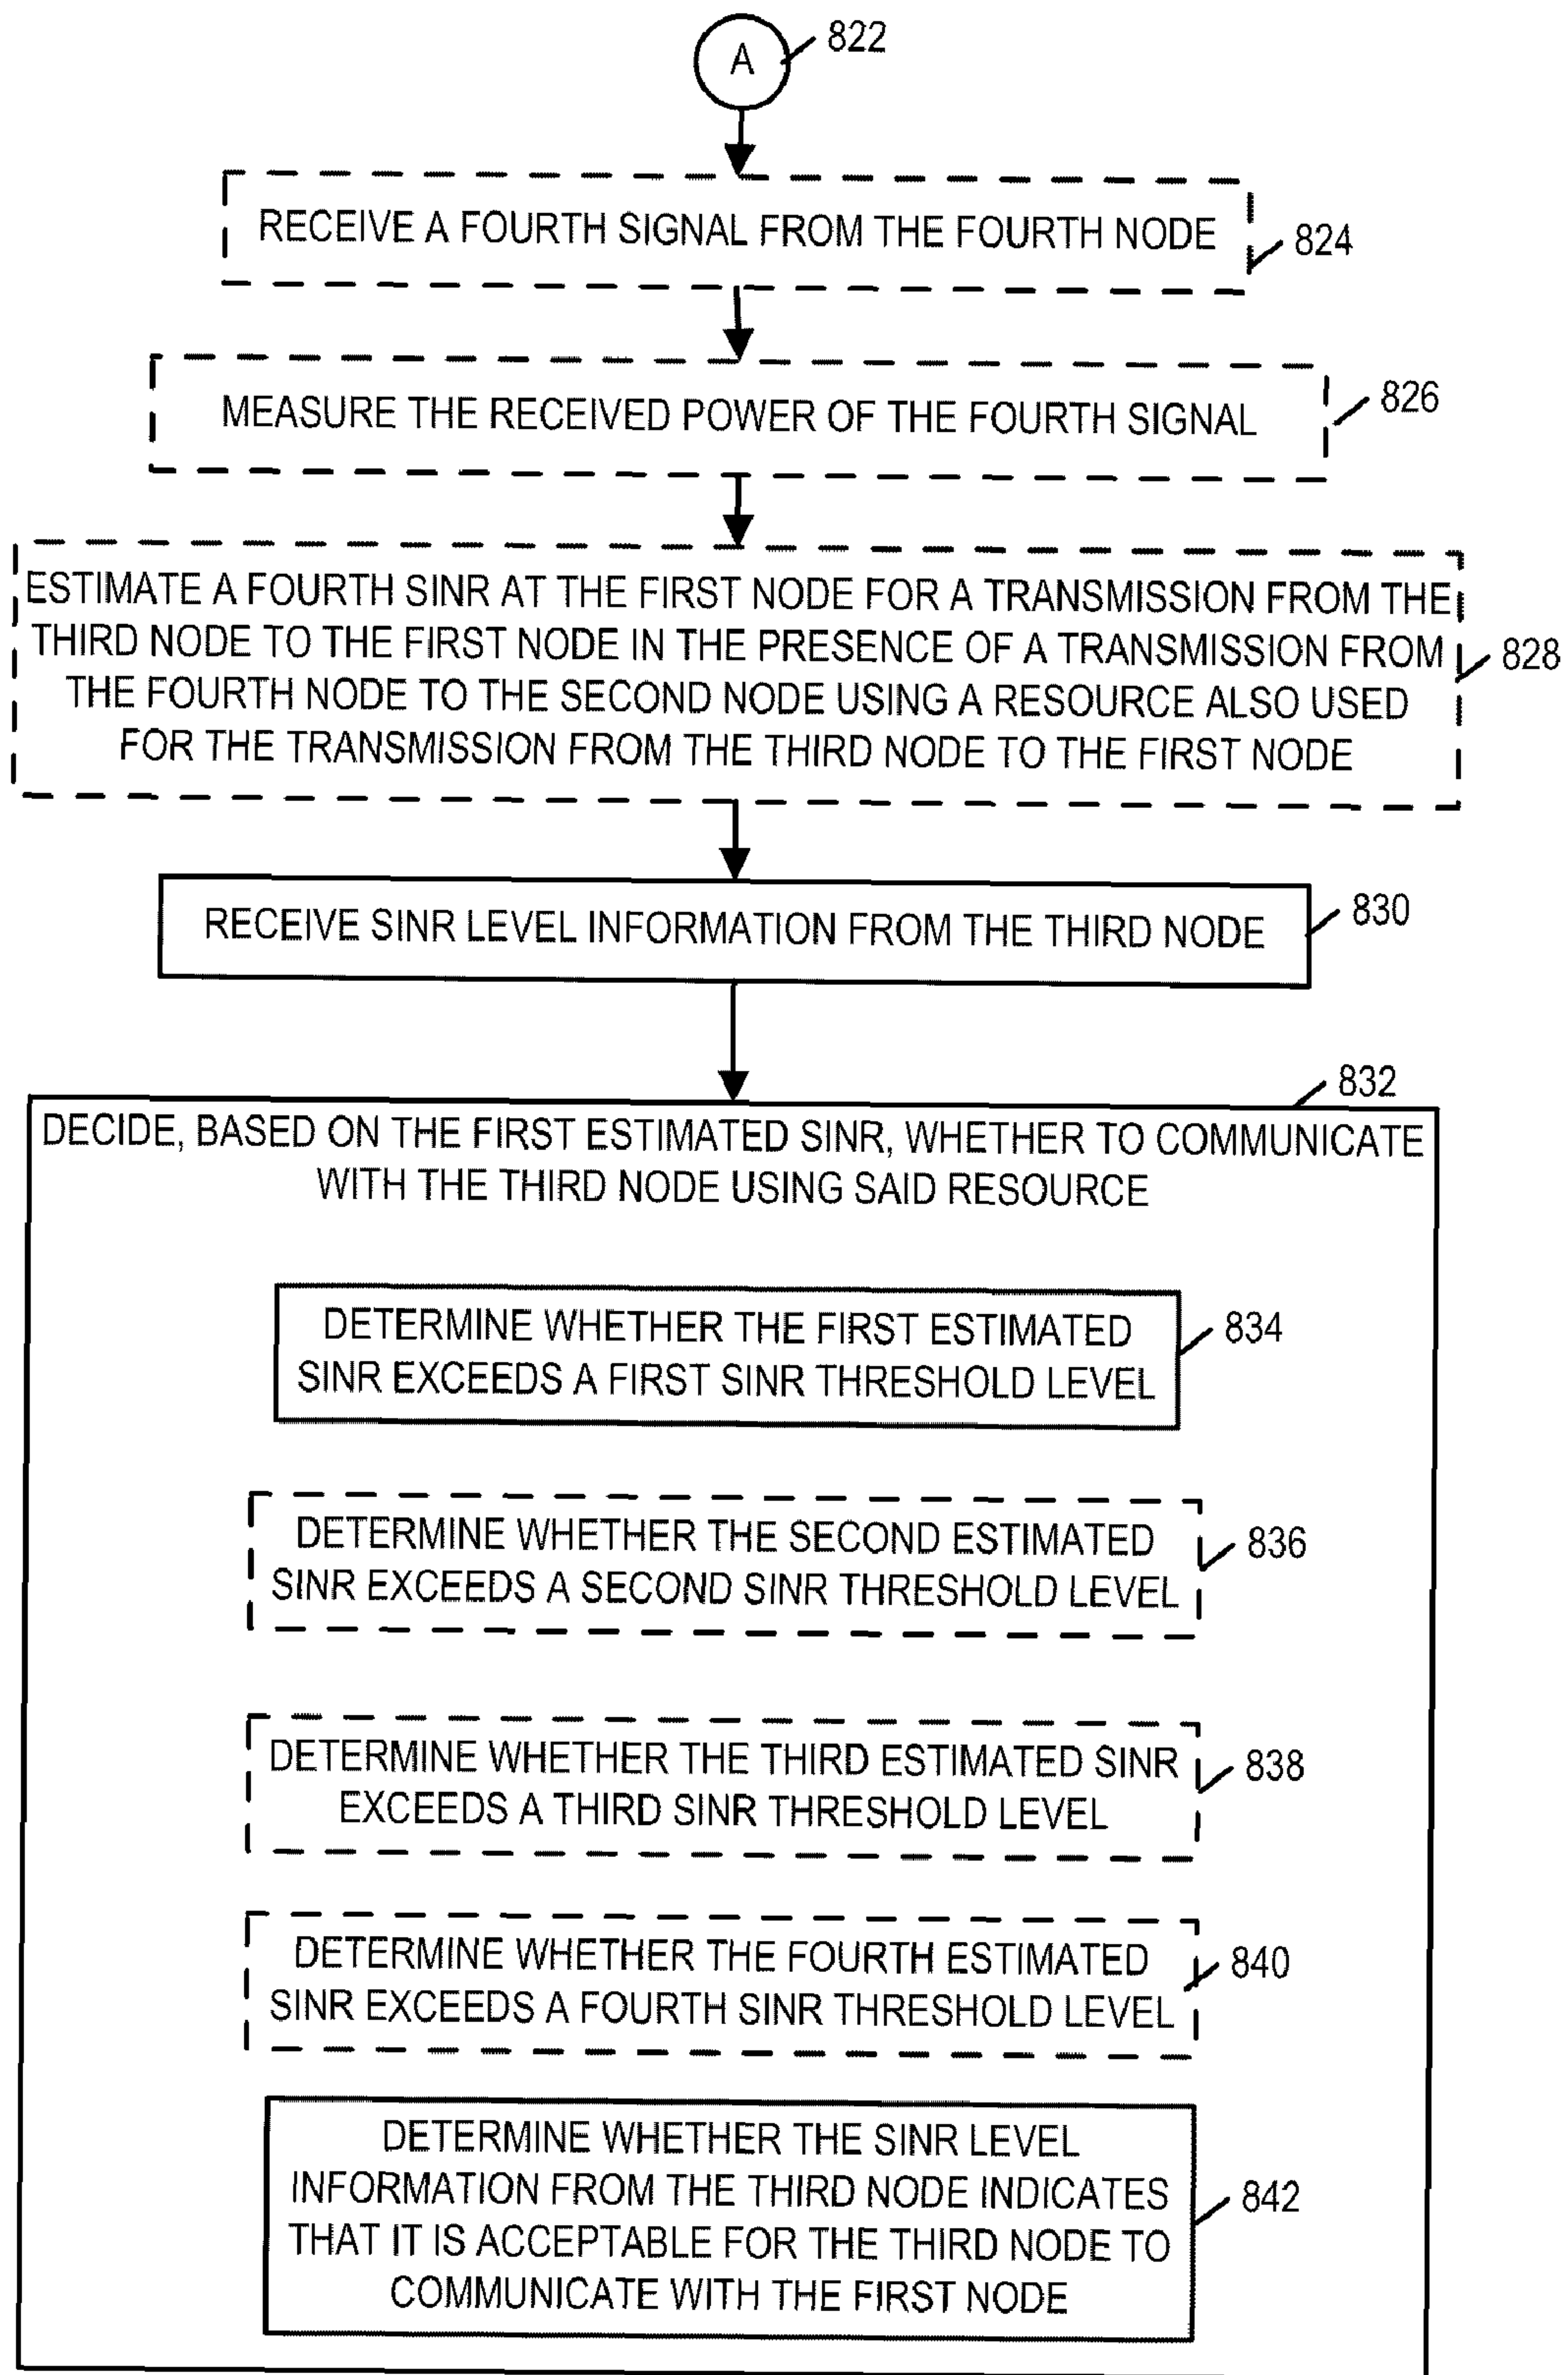 A
822
RECEIVE A FOURTH SIGNAL FROM THE FOURTH NODE
824
MEASURE THE RECEIVED POWER OF THE FOURTH SIGNAL
826
ESTIMATE A FOURTH SINR AT THE FIRST NODE FOR A TRANSMISSION FROM THE
THIRD NODE TO THE FIRST NODE IN THE PRESENCE OF A TRANSMISSION FROM
THE FOURTH NODE TO THE SECOND NODE USING A RESOURCE ALSO USED
FOR THE TRANSMISSION FROM THE THIRD NODE TO THE FIRST NODE
828
RECEIVE SINR LEVEL INFORMATION FROM THE THIRD NODE
830
832
DECIDE, BASED ON THE FIRST ESTIMATED SINR, WHETHER TO COMMUNICATE
WITH THE THIRD NODE USING SAID RESOURCE
DETERMINE WHETHER THE FIRST ESTIMATED
SINR EXCEEDS A FIRST SINR THRESHOLD LEVEL
834
DETERMINE WHETHER THE SECOND ESTIMATED
SINR EXCEEDS A SECOND SINR THRESHOLD LEVEL
836
DETERMINE WHETHER THE THIRD ESTIMATED SINR
EXCEEDS A THIRD SINR THRESHOLD LEVEL
838
DETERMINE WHETHER THE FOURTH ESTIMATED
SINR EXCEEDS A FOURTH SINR THRESHOLD LEVEL
840
DETERMINE WHETHER THE SINR LEVEL
INFORMATION FROM THE THIRD NODE INDICATES
THAT IT IS ACCEPTABLE FOR THE THIRD NODE TO
COMMUNICATE WITH THE FIRST NODE
842